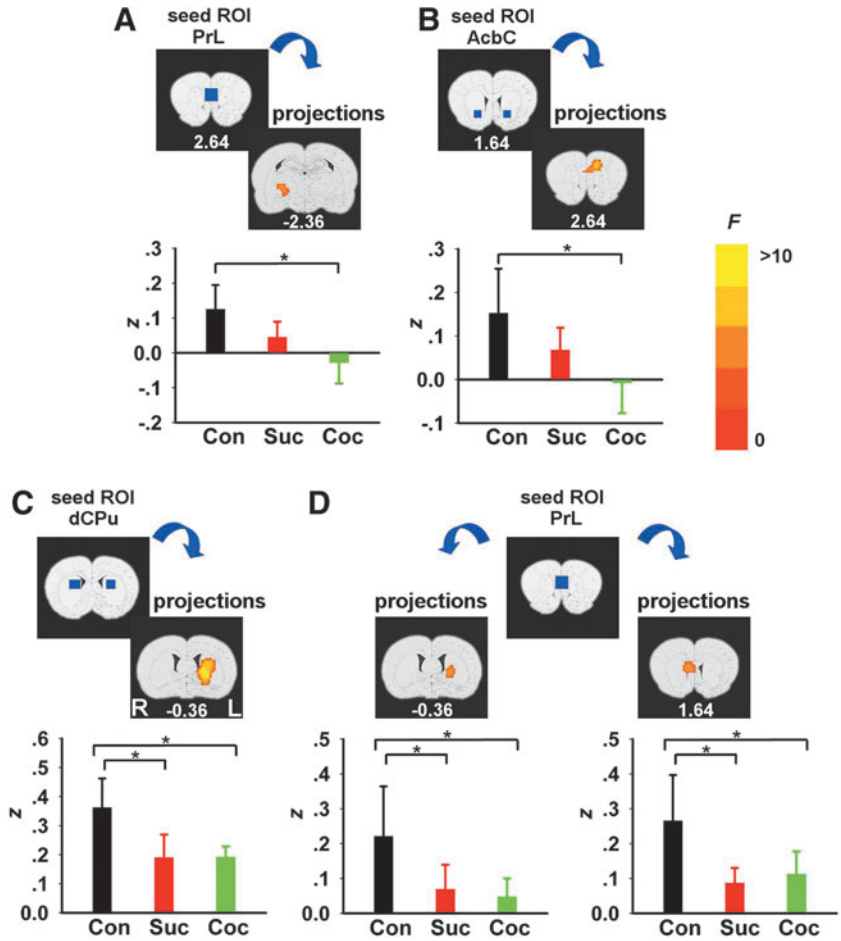 A
seed ROI
PrL
2.64
projections
-2.36
.3
.2
.1
0.0
-.1
-.2
z
*
Con Suc Coc
B
seed ROI
AcbC
1.64
projections
2.64
.3
.2
0.1
0.0
-.1
z
*
Con Suc Coc
F
>10
0
C
seed ROI
dCPu
projections
R -0.36 L
.6
.5
.4
.3
.2
.1
0.0
z
*
*
Con Suc Coc
D
seed ROI
PrL
projections
-0.36
.5
.4
.3
.2
.1
0.0
z
*
*
Con Suc Coc
projections
1.64
.5
.4
.3
.2
.1
0.0
z
*
*
Con Suc Coc